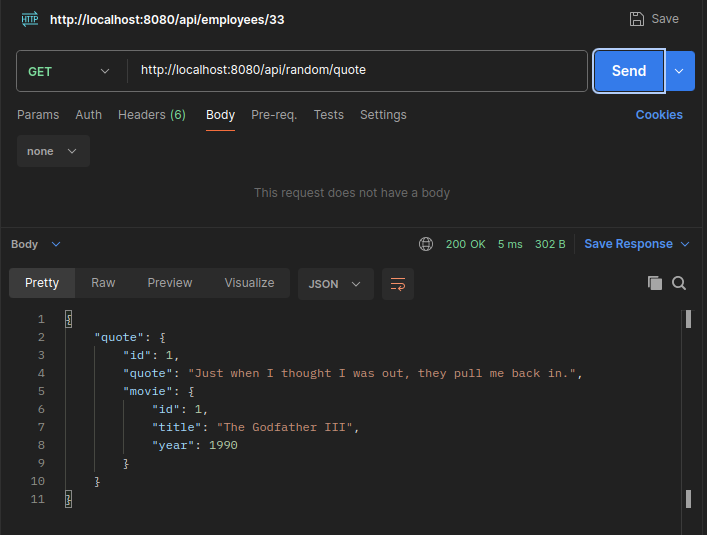 HTTP http://localhost:8080/api/employees/33 Save
GET http://localhost:8080/api/random/quote Send
Params Auth Headers (6) Body Pre-req. Tests Settings Cookies
none
This request does not have a body
Body 200 OK 5 ms 302 B Save Response
Pretty Raw Preview Visualize JSON
1 {
2 "quote": {
3 "id": 1,
4 "quote": "Just when I thought I was out, they pull me back in.",
5 "movie": {
6 "id": 1,
7 "title": "The Godfather III",
8 "year": 1990
9 }
10 }
11 }